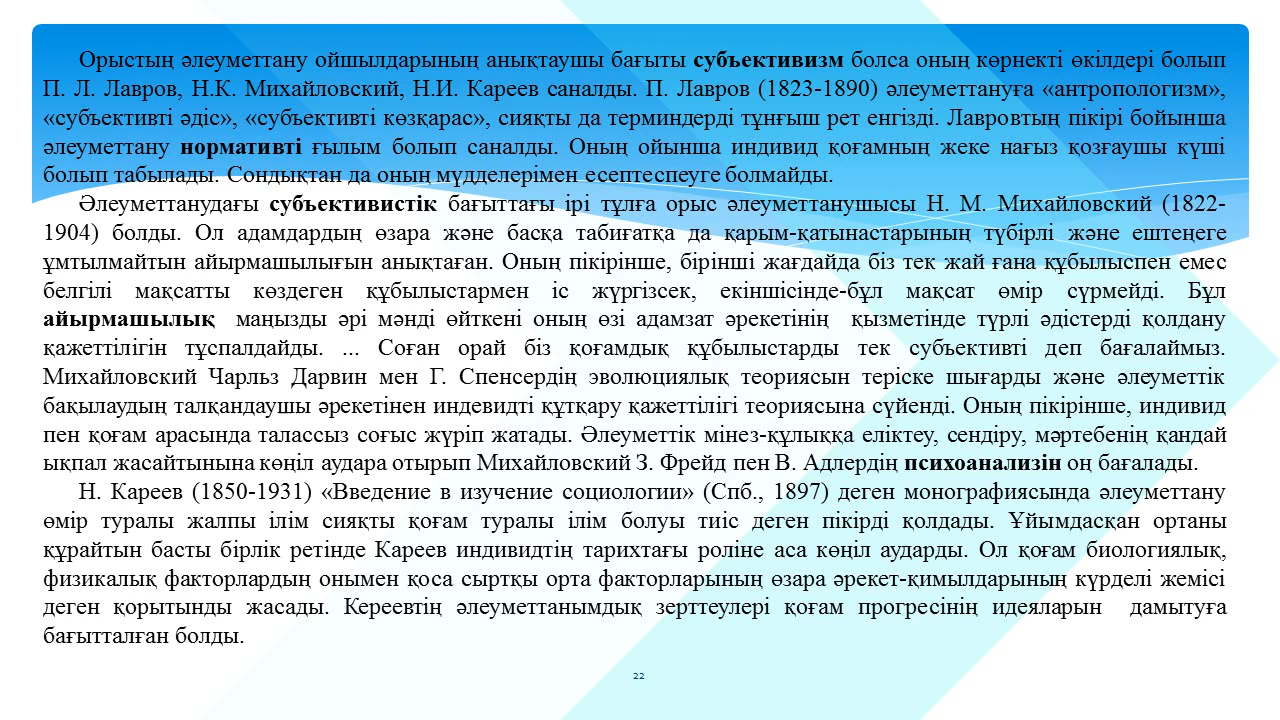 Орыстың әлеуметтану ойшылдарының анықтаушы бағыты субъективизм болса оның көрнекті өкілдері болып
П. Л. Лавров, Н.К. Михайловский, Н.И. Кареев саналды. П. Лавров (1823-1890) әлеуметтануға «антропологизм»,
«субъективті әдіс», «субъективті көзқарас», сияқты да терминдерді тұнғыш рет енгізді. Лавровтың пікірі бойынша
әлеуметтану нормативті ғылым болып саналды. Оның ойынша индивид қоғамның жеке нағыз қозғаушы күші
болып табылады. Сондықтан да оның мүдделерімен есептеспеуге болмайды.
Әлеуметтанудағы субъективистік бағыттағы ірі тұлға орыс әлеуметтанушысы Н. М. Михайловский (1822-
1904) болды. Ол адамдардың өзара және басқа табиғатқа да қарым-қатынастарының түбірлі және ештеңеге
ұмтылмайтын айырмашылығын анықтаған. Оның пікірінше, бірінші жағдайда біз тек жай ғана құбылыспен емес
белгілі мақсатты көздеген құбылыстармен іс жүргізсек, екіншісінде-бұл мақсат өмір сүрмейді. Бұл
айырмашылық маңызды әрі мәнді өйткені оның өзі адамзат әрекетінің қызметінде түрлі әдістерді қолдану
қажеттілігін тұспалдайды. ... Соған орай біз қоғамдық құбылыстарды тек субъективті деп бағалаймыз.
Михайловский Чарльз Дарвин мен Г. Спенсердің эволюциялық теориясын теріске шығарды және әлеуметтік
бақылаудың талқандаушы әрекетінен индевидті құтқару қажеттілігі теориясына сүйенді. Оның пікірінше, индивид
пен қоғам арасында талассыз соғыс жүріп жатады. Әлеуметтік мінез-құлыққа еліктеу, сендіру, мәртебенің қандай
ықпал жасайтынына көңіл аудара отырып Михайловский З. Фрейд пен В. Адлердің психоанализін оң бағалады.
Н. Кареев (1850-1931) «Введение в изучение социологии» (Спб., 1897) деген монографиясында әлеуметтану
өмір туралы жалпы ілім сияқты қоғам туралы ілім болуы тиіс деген пікірді қолдады. Ұйымдасқан ортаны
құрайтын басты бірлік ретінде Кареев индивидтің тарихтағы роліне аса көңіл аударды. Ол қоғам биологиялық,
физикалық факторлардың онымен қоса сыртқы орта факторларының өзара әрекет-қимылдарының күрделі жемісі
деген қорытынды жасады. Кереевтің әлеуметтанымдық зерттеулері қоғам прогресінің идеяларын дамытуға
бағытталған болды.
22